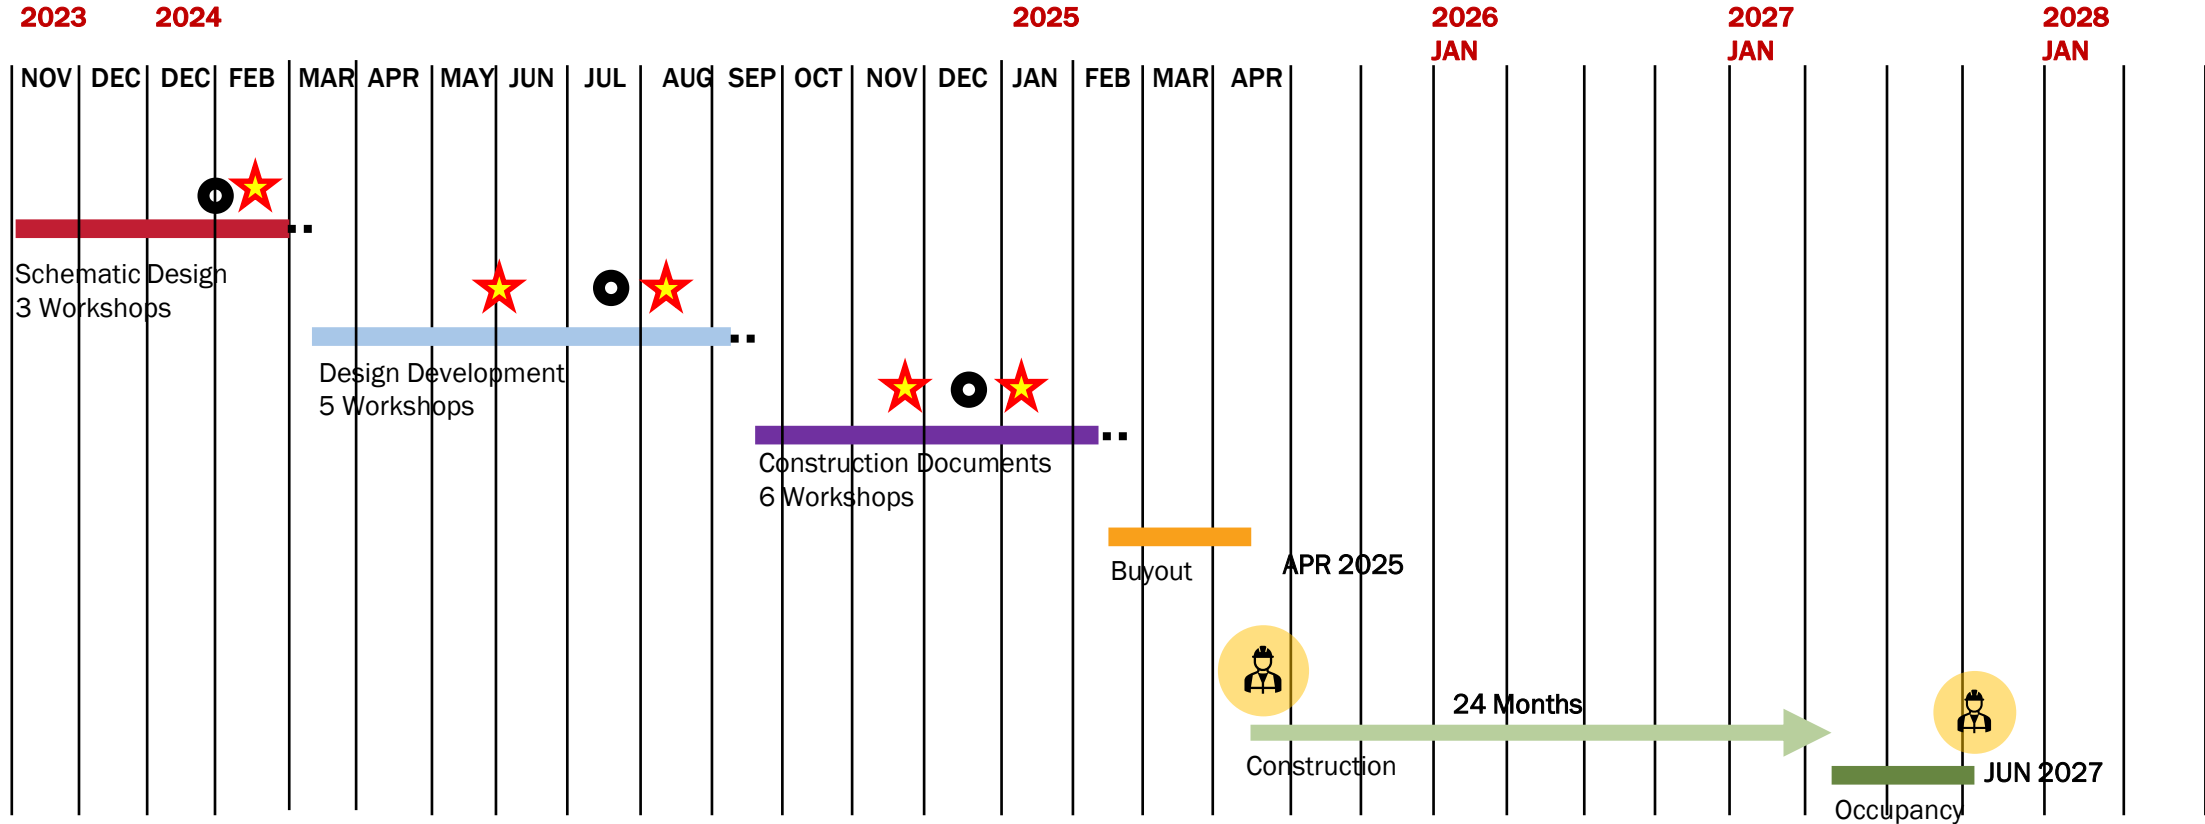 2023 2024 2025 2026 2027 2028
JAN JAN JAN
NOV DEC DEC FEB MAR APR MAY JUN JUL AUG SEP OCT NOV DEC JAN FEB MAR APR
Schematic Design
3 Workshops
Design Development
5 Workshops
Construction Documents
6 Workshops
APR 2025
Buyout
24 Months
Construction
JUN 2027
Occupancy